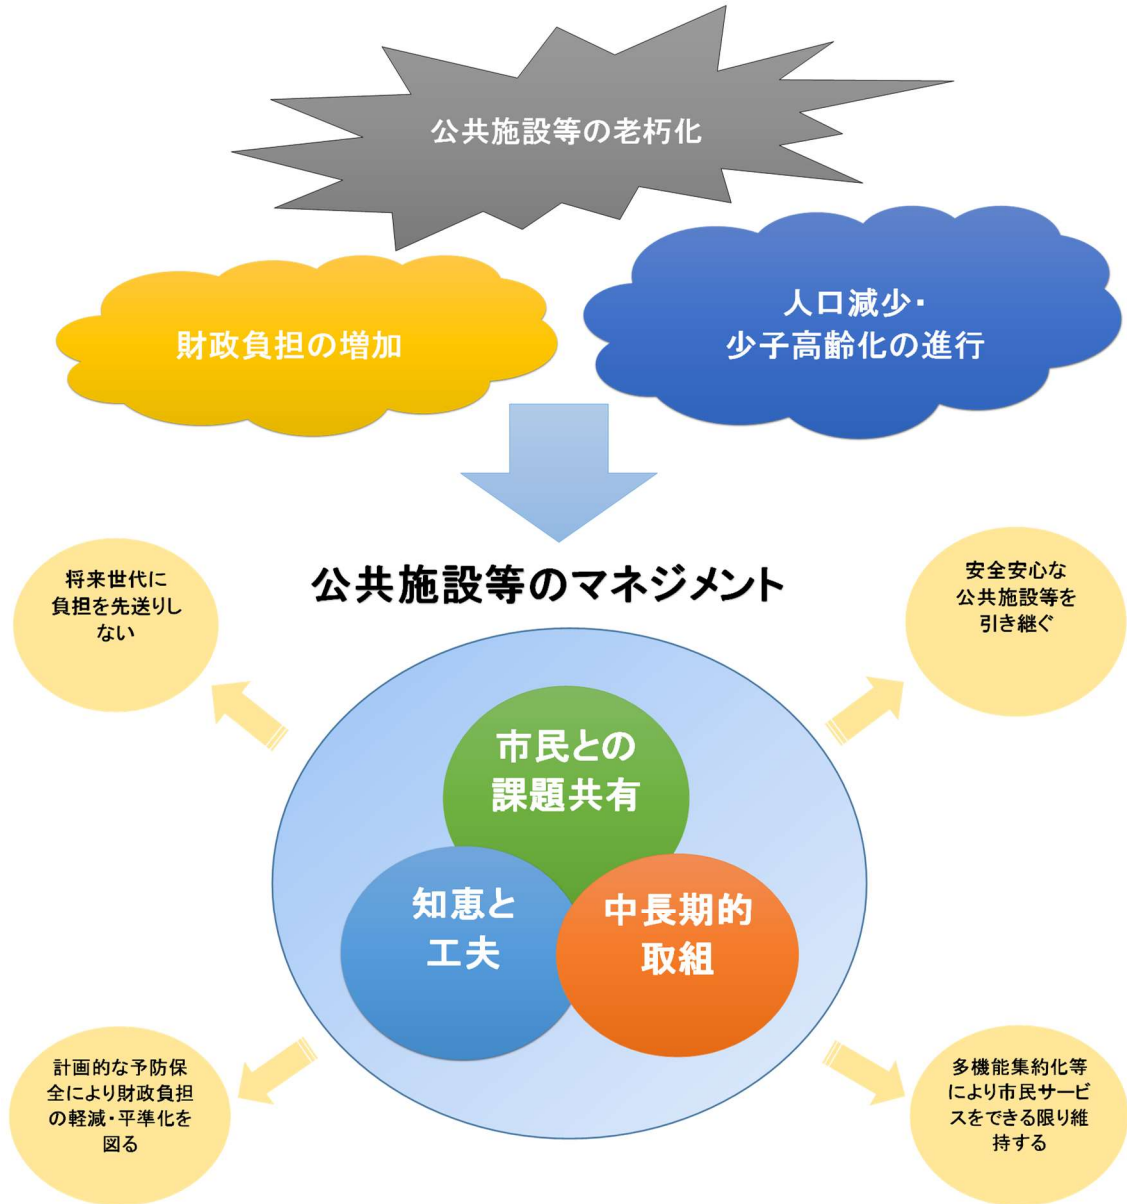 公共施設等の老朽化
財政負担の増加
人口減少・
少子高齢化の進行
公共施設等のマネジメント
将来世代に
負担を先送りし
ない
安全安心な
公共施設等を
引き継ぐ
市民との
課題共有
知恵と
工夫
中長期的
取組
計画的な予防保
全により財政負担
の軽減・平準化を
図る
多機能集約化等
により市民サービ
スをできる限り維
持する